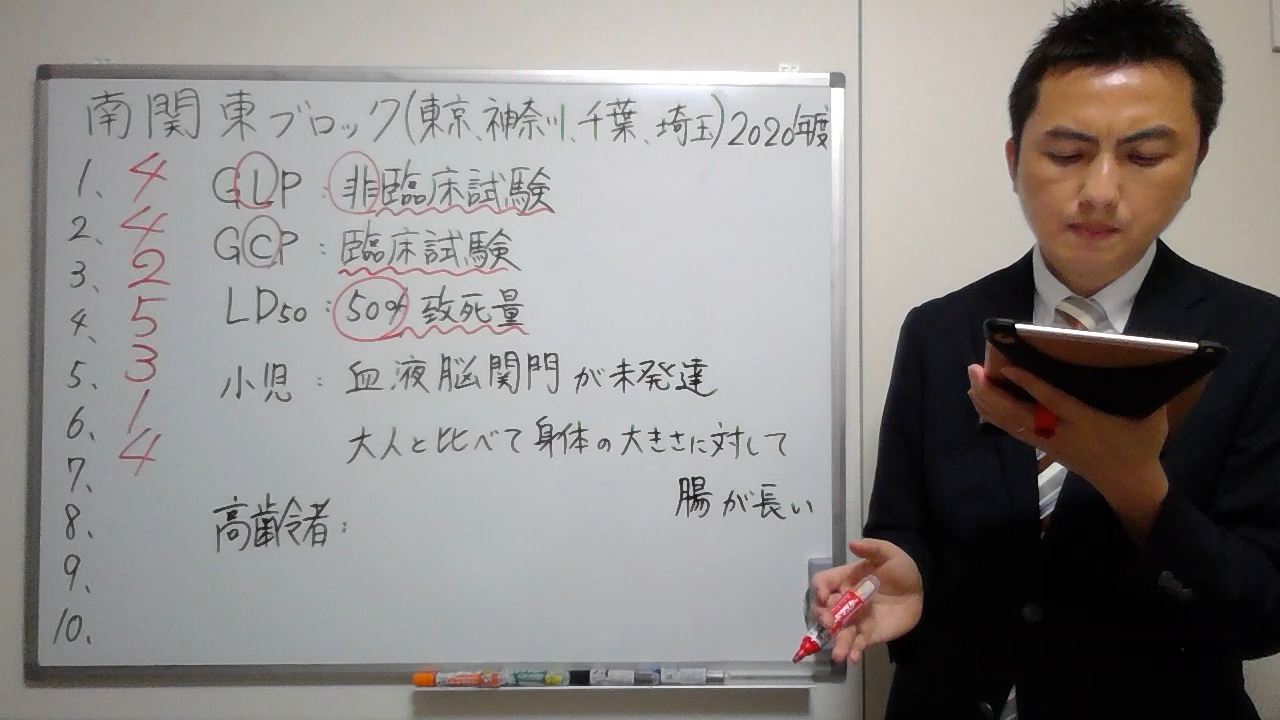 南関東ブロック(東京、神奈川、千葉、埼玉)2020年度
1、 4 GLP : 非臨床試験
2、 4 GCP : 臨床試験
3、 2 LD50 : 50%致死量
4、 5
5、 3 小児 : 血液脳関門が未発達
6、 1 大人と比べて身体の大きさに対して
7、 4 腸が長い
8、 高齢者:
9、
10、